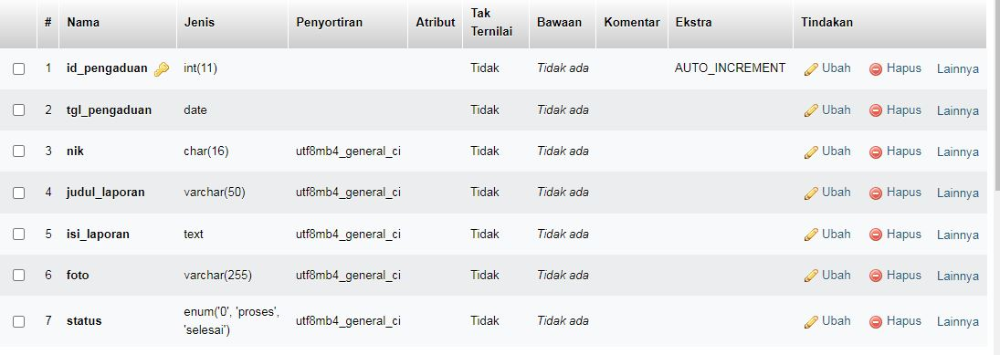 # Nama Jenis Penyortiran Atribut Tak Ternilai Bawaan Komentar Ekstra Tindakan
1 id_pengaduan int(11) Tidak Tidak ada AUTO_INCREMENT Ubah Hapus Lainnya
2 tgl_pengaduan date Tidak Tidak ada Ubah Hapus Lainnya
3 nik char(16) utf8mb4_general_ci Tidak Tidak ada Ubah Hapus Lainnya
4 judul_laporan varchar(50) utf8mb4_general_ci Tidak Tidak ada Ubah Hapus Lainnya
5 isi_laporan text utf8mb4_general_ci Tidak Tidak ada Ubah Hapus Lainnya
6 foto varchar(255) utf8mb4_general_ci Tidak Tidak ada Ubah Hapus Lainnya
7 status enum('0', 'proses', 'selesai') utf8mb4_general_ci Tidak Tidak ada Ubah Hapus Lainnya